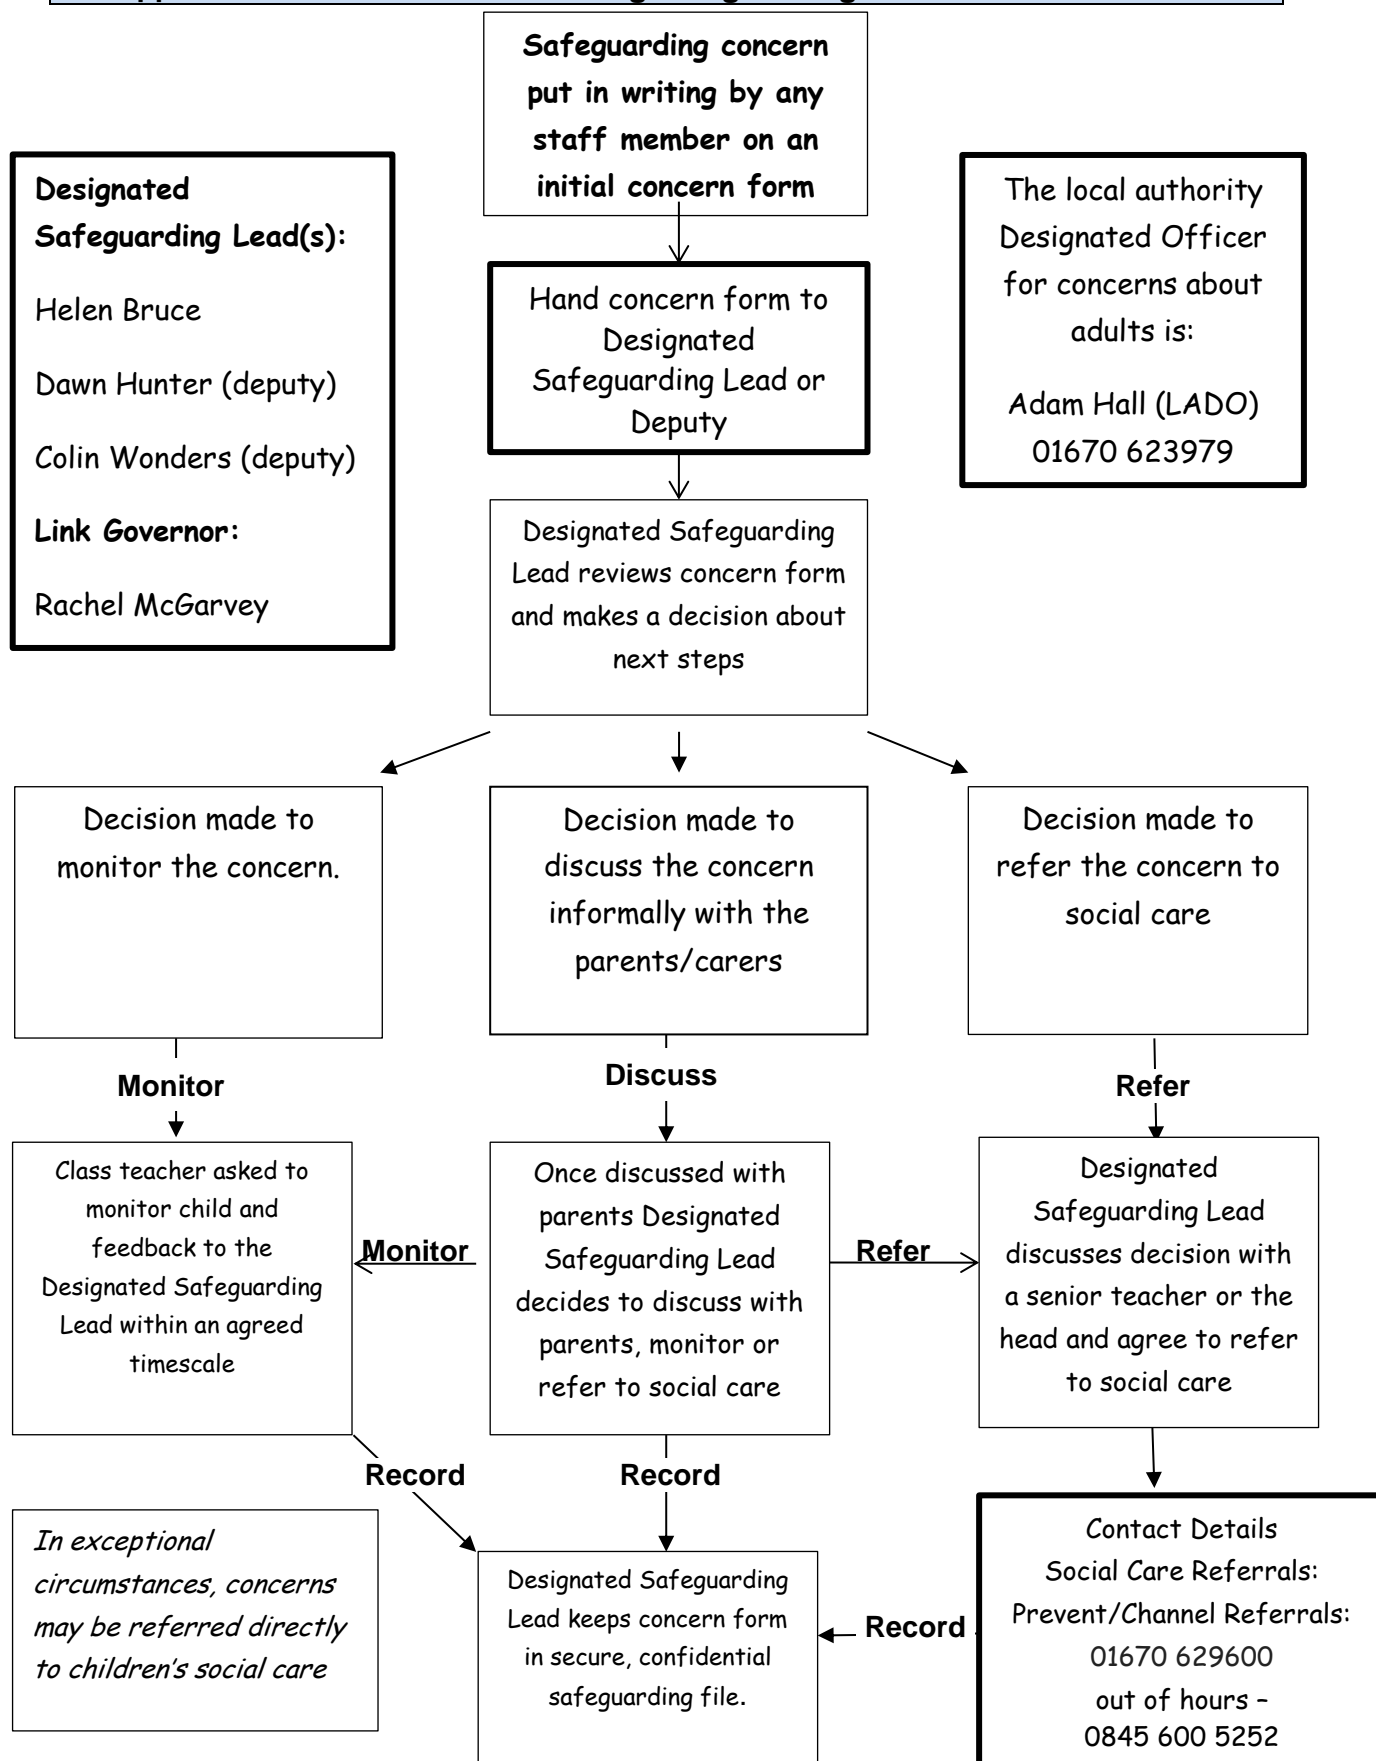 Safeguarding concern
put in writing by any
staff member on an
initial concern form
Designated
Safeguarding Lead(s):
Helen Bruce
Dawn Hunter (deputy)
Colin Wonders (deputy)
Link Governor:
Rachel McGarvey
Hand concern form to
Designated
Safeguarding Lead or
Deputy
The local authority
Designated Officer
for concerns about
adults is:
Adam Hall (LADO)
01670 623979
Designated Safeguarding
Lead reviews concern form
and makes a decision about
next steps
Decision made to
monitor the concern.
Decision made to
discuss the concern
informally with the
parents/carers
Decision made to
refer the concern to
social care
Monitor
Discuss
Refer
Class teacher asked to
monitor child and
feedback to the
Designated Safeguarding
Lead within an agreed
timescale
Monitor
Once discussed with
parents Designated
Safeguarding Lead
decides to discuss with
parents, monitor or
refer to social care
Refer
Designated
Safeguarding Lead
discusses decision with
a senior teacher or the
head and agree to refer
to social care
Record
Record
In exceptional
circumstances, concerns
may be referred directly
to children's social care
Designated Safeguarding
Lead keeps concern form
in secure, confidential
safeguarding file.
Record
Contact Details
Social Care Referrals:
Prevent/Channel Referrals:
01670 629600
out of hours –
0845 600 5252